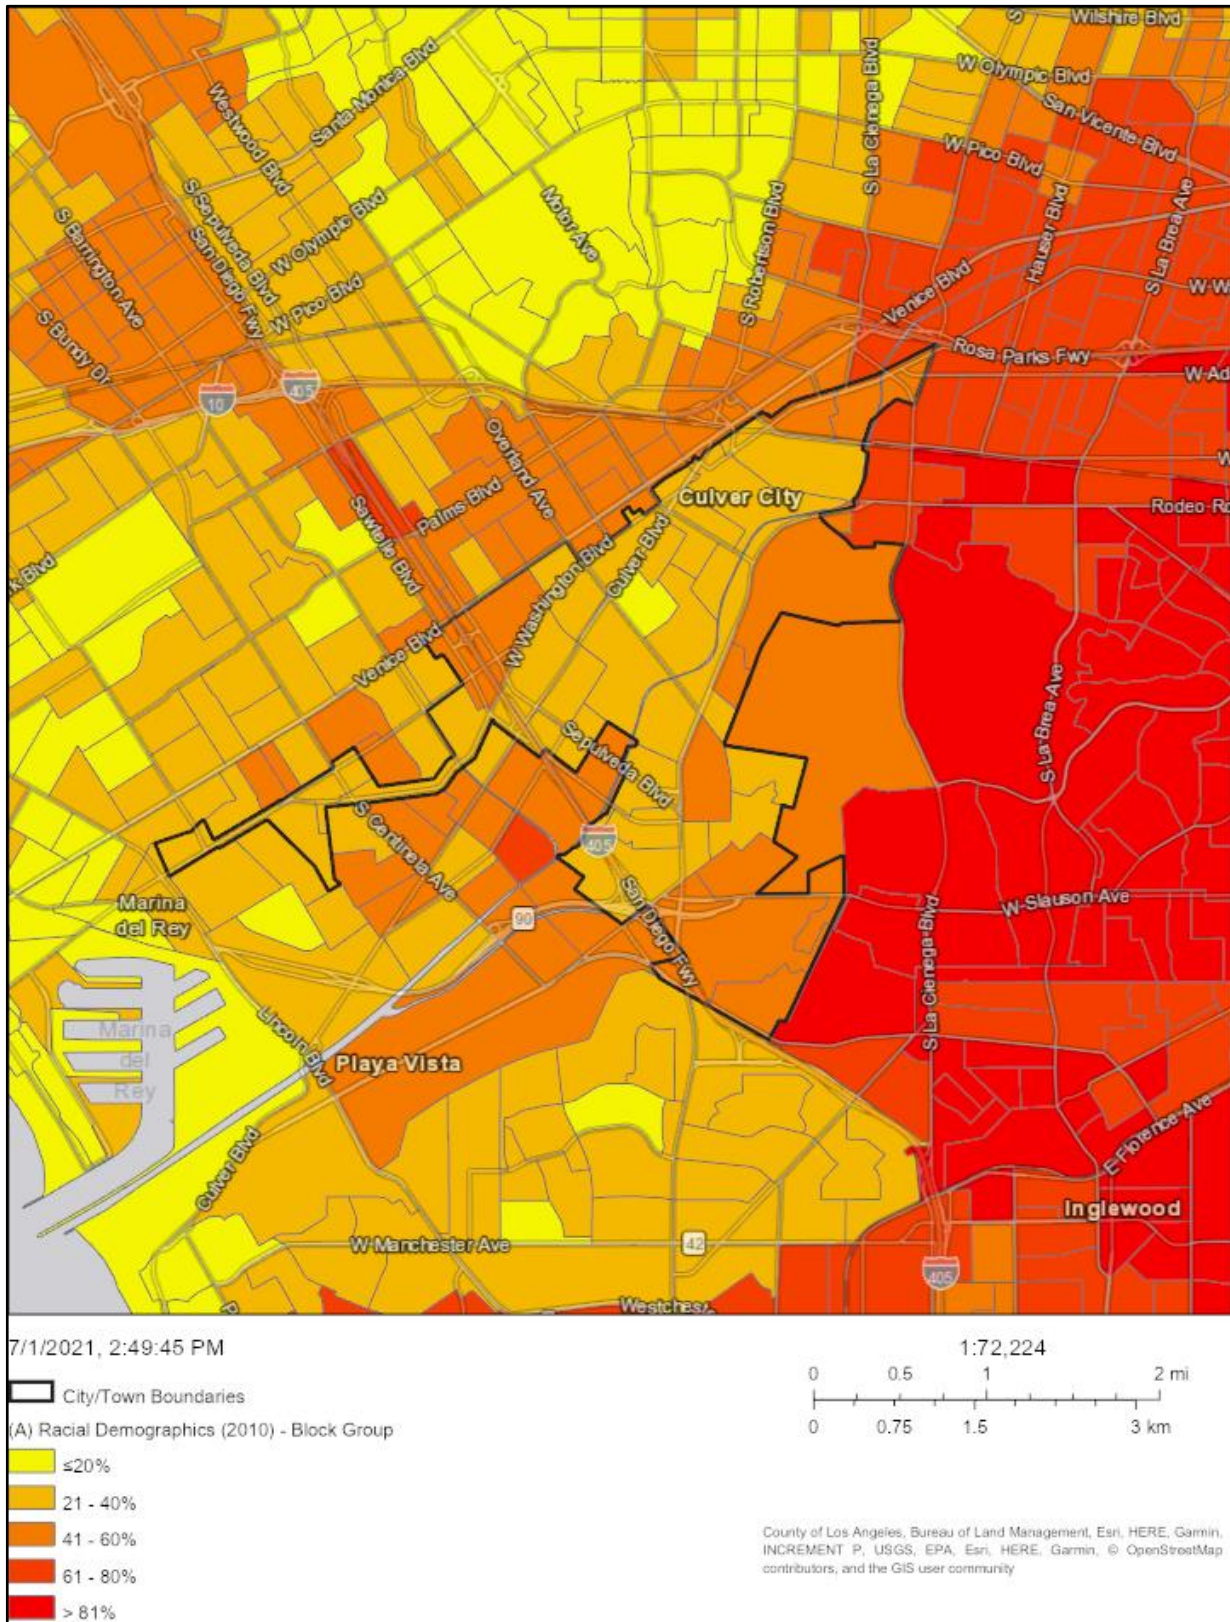 Wilshire Blvd
Santa Monica Blvd
S La Cienega Blvd
W Olympic Blvd
Westwood Blvd
San Vicente Blvd
W Pico Blvd
Motor Ave
S Robertson Blvd
S Barrington Ave
S Sepulveda Blvd
San Diego Fwy
W Olympic Blvd
Hauser Blvd
S La Brea Ave
W Pico Blvd
Venice Blvd
S Bundy Dr
Rosa Parks Fwy
W Ad
10
405
Overland Ave
W
Palms Blvd
Culver City
Sawtelle Blvd
Rodeo Rd
Culver Blvd
W Washington Blvd
Venice Blvd
S La Brea Ave
Sepulveda Blvd
S Centinela Ave
405
San Diego Fwy
W Slauson Ave
Marina
del Rey
90
S La Cienega Blvd
Marina
del
Rey
Lincoln Blvd
Playa Vista
Culver Blvd
E Florence Ave
Inglewood
W Manchester Ave
42
405
Westches
7/1/2021, 2:49:45 PM
1:72,224
0 0.5 1 2 mi
0 0.75 1.5 3 km
City/Town Boundaries
(A) Racial Demographics (2010) - Block Group
≤20%
21 - 40%
41 - 60%
61 - 80%
> 81%
County of Los Angeles, Bureau of Land Management, Esri, HERE, Garmin,
INCREMENT P, USGS, EPA, Esri, HERE, Garmin, © OpenStreetMap
contributors, and the GIS user community